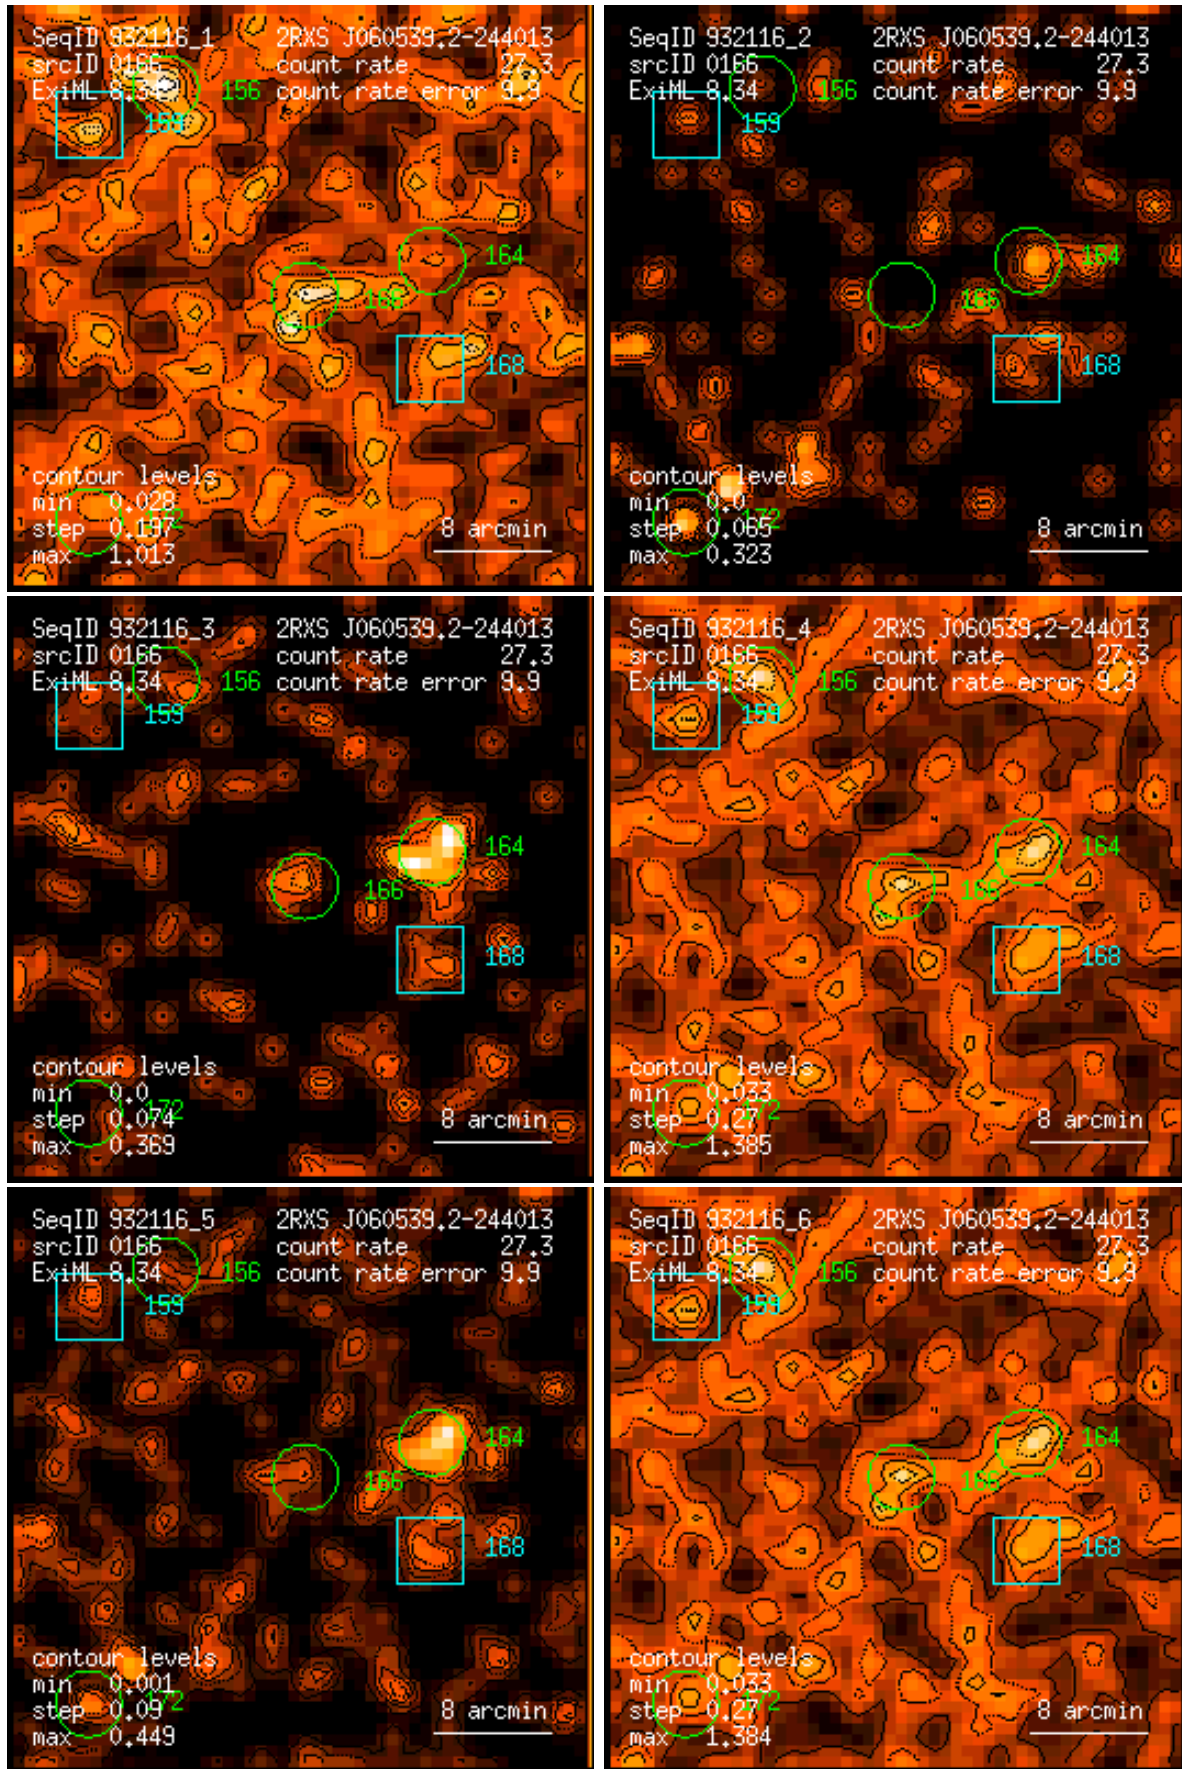 SeqID 932116_1 2RXS J060539.2-244013
srcID 0166 count rate 27.3
ExiML 8.34 156 count rate error 9.9
159
164
166
168
contour levels
min 0.028
step 0.197 172
max 1.013
8 arcmin
SeqID 932116_2 2RXS J060539.2-244013
srcID 0166 count rate 27.3
ExiML 8.34 156 count rate error 9.9
159
164
166
168
contour levels
min 0.0
step 0.065 172
max 0.323
8 arcmin
SeqID 932116_3 2RXS J060539.2-244013
srcID 0166 count rate 27.3
ExiML 8.34 156 count rate error 9.9
159
164
166
168
contour levels
min 0.0
step 0.074 172
max 0.369
8 arcmin
SeqID 932116_4 2RXS J060539.2-244013
srcID 0166 count rate 27.3
ExiML 8.34 156 count rate error 9.9
159
164
166
168
contour levels
min 0.033
step 0.27 172
max 1.385
8 arcmin
SeqID 932116_5 2RXS J060539.2-244013
srcID 0166 count rate 27.3
ExiML 8.34 156 count rate error 9.9
159
164
166
168
contour levels
min 0.001
step 0.09 172
max 0.449
8 arcmin
SeqID 932116_6 2RXS J060539.2-244013
srcID 0166 count rate 27.3
ExiML 8.34 156 count rate error 9.9
159
164
166
168
contour levels
min 0.033
step 0.27 172
max 1.384
8 arcmin